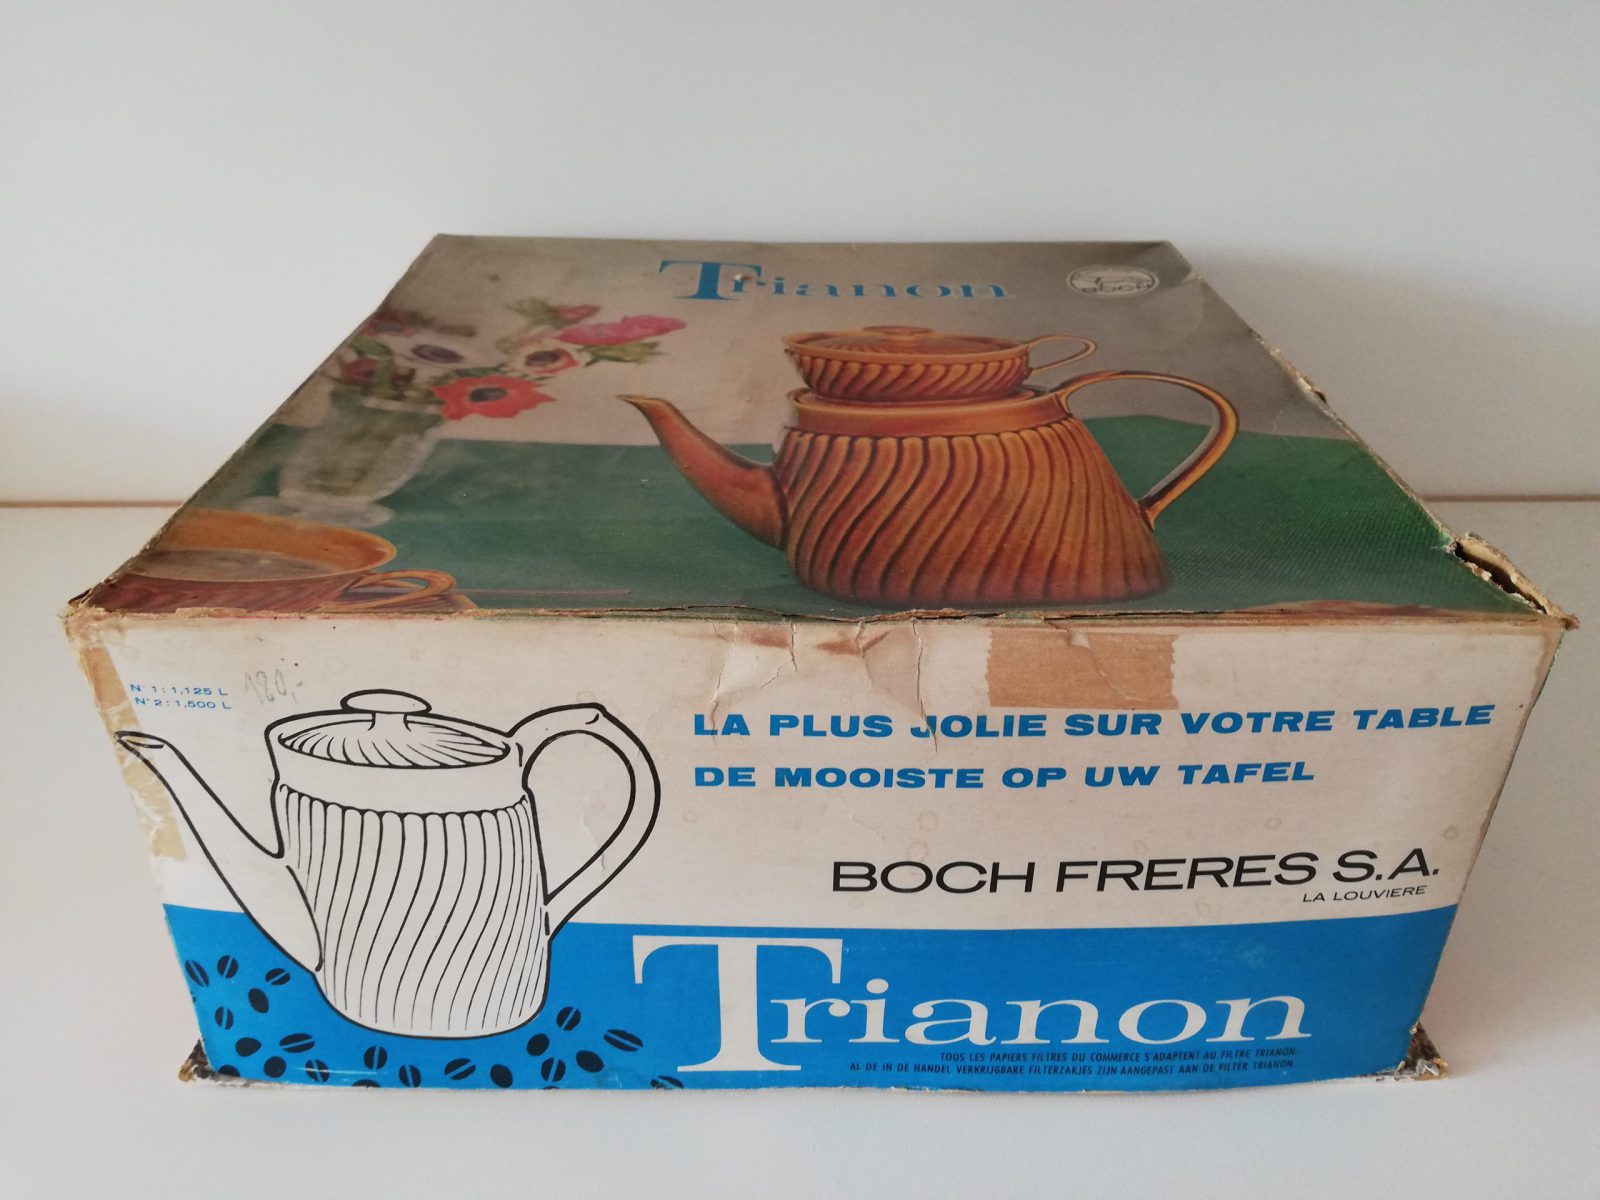 Trianon
BOCH
N° 1 : 1,125 L
N° 2 : 1,500 L
180,-
LA PLUS JOLIE SUR VOTRE TABLE
DE MOOISTE OP UW TAFEL
BOCH FRERES S.A.
LA LOUVIERE
Trianon
TOUS LES PAPIERS FILTRES DU COMMERCE S'ADAPTENT AU FILTRE TRIANON.
AL DE IN DE HANDEL VERKRIJGBARE FILTERZAKJES ZIJN AANGEPAST AAN DE FILTER TRIANON.